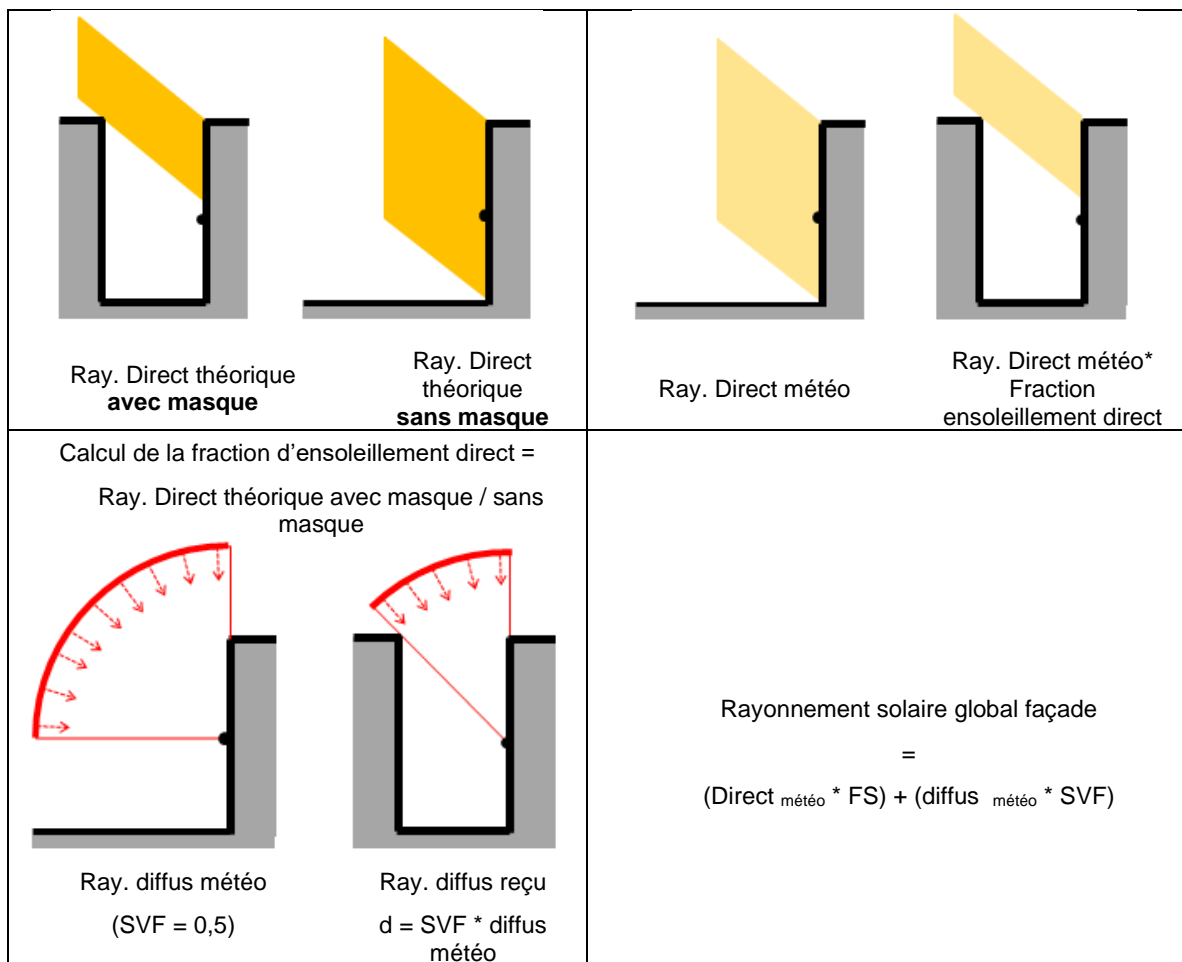 Ray. Direct théorique
avec masque
Ray. Direct
théorique
sans masque
Ray. Direct météo
Ray. Direct météo*
Fraction
ensoleillement direct
Calcul de la fraction d’ensoleillement direct =
Ray. Direct théorique avec masque / sans
masque
Ray. diffus météo
(SVF = 0,5)
Ray. diffus reçu
d = SVF * diffus
météo
Rayonnement solaire global façade
=
(Direct météo * FS) + (diffus météo * SVF)